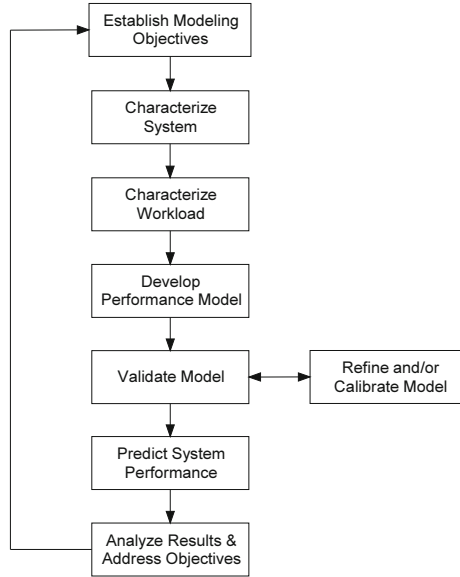 Establish Modeling
Objectives
Characterize
System
Characterize
Workload
Develop
Performance Model
Validate Model
Refine and/or
Calibrate Model
Predict System
Performance
Analyze Results &
Address Objectives